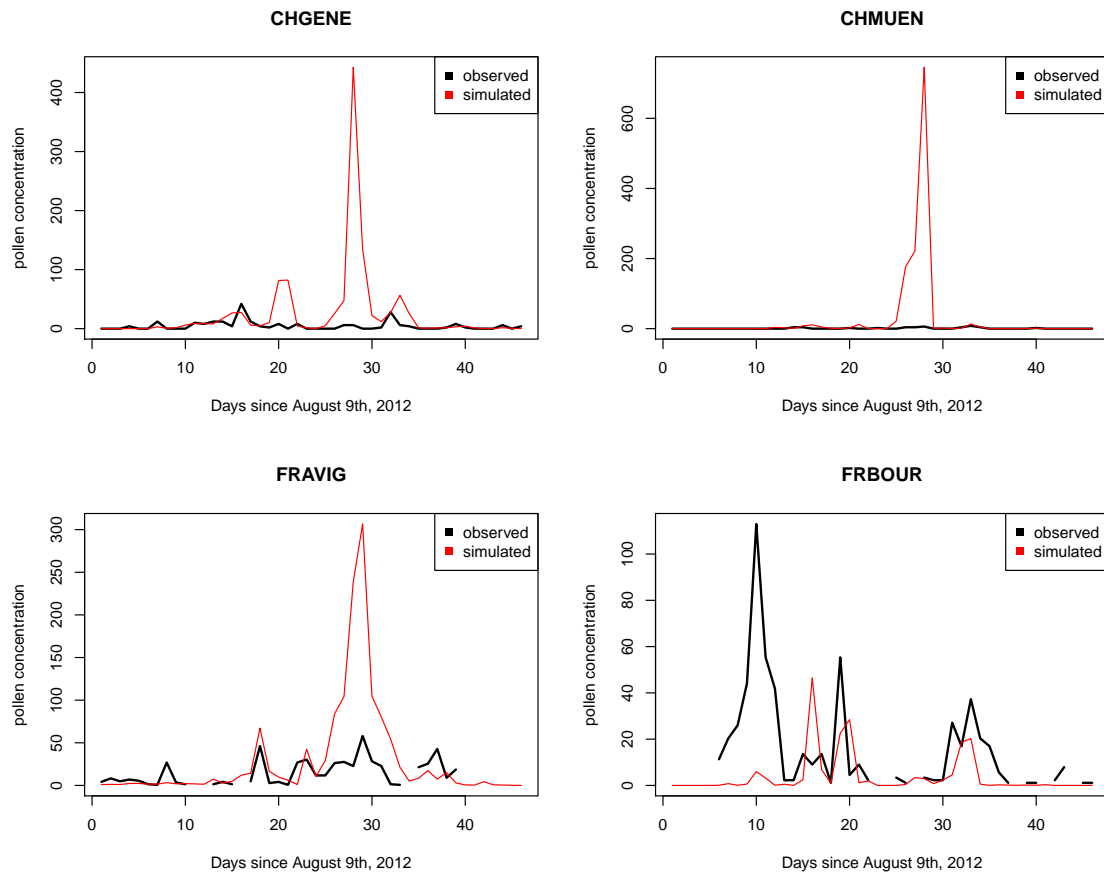 CHGENE
observed
simulated
pollen concentration
0
100
200
300
400
0
10
20
30
40
Days since August 9th, 2012
CHMUEN
observed
simulated
pollen concentration
0
200
400
600
0
10
20
30
40
Days since August 9th, 2012
FRAVIG
observed
simulated
pollen concentration
0
50
100
150
200
250
300
0
10
20
30
40
Days since August 9th, 2012
FRBOUR
observed
simulated
pollen concentration
0
20
40
60
80
100
0
10
20
30
40
Days since August 9th, 2012